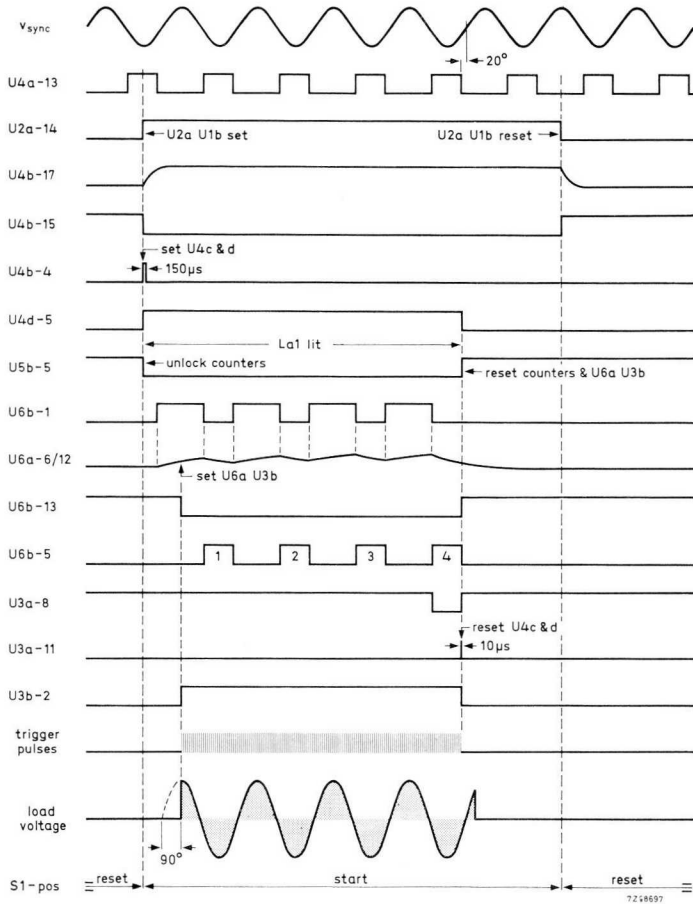 Vsync
20°
U4a-13
U2a-14
U2a U1b set
U2a U1b reset
U4b-17
U4b-15
set U4c & d
U4b-4
150μs
U4d-5
La1 lit
U5b-5
unlock counters
reset counters & U6a U3b
U6b-1
U6a-6/12
set U6a U3b
U6b-13
U6b-5
1 2 3 4
U3a-8
reset U4c & d
U3a-11
10μs
U3b-2
trigger
pulses
load
voltage
90°
S1-pos
reset
start
reset